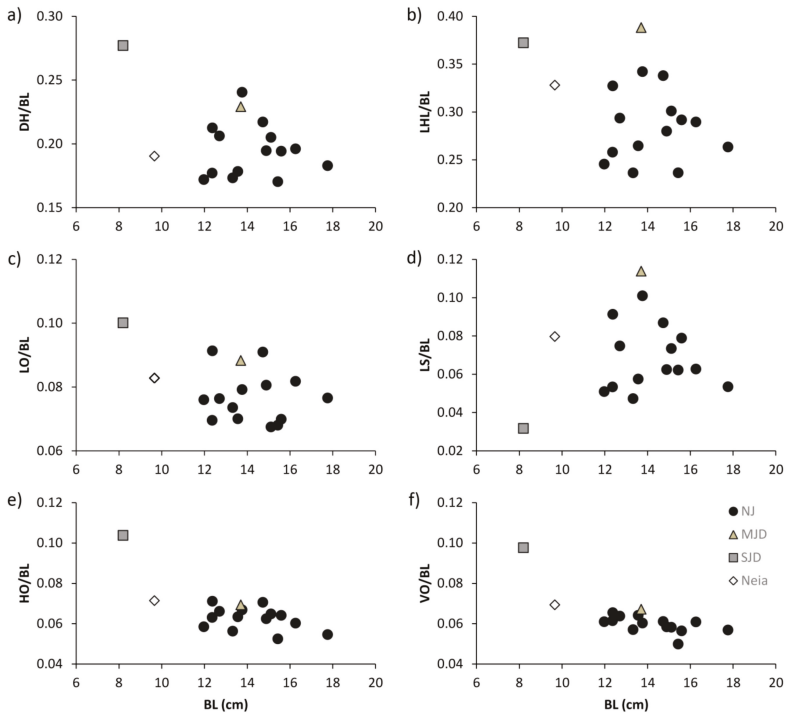 a)
0.30
0.25
0.20
0.15
DH/BL
6 8 10 12 14 16 18 20
b)
0.40
0.35
0.30
0.25
0.20
LHL/BL
6 8 10 12 14 16 18 20
c)
0.12
0.10
0.08
0.06
LO/BL
6 8 10 12 14 16 18 20
d)
0.12
0.10
0.08
0.06
0.04
0.02
LS/BL
6 8 10 12 14 16 18 20
e)
0.12
0.10
0.08
0.06
0.04
HO/BL
6 8 10 12 14 16 18 20
BL (cm)
f)
0.12
0.10
0.08
0.06
0.04
VO/BL
NJ
MJD
SJD
Neia
6 8 10 12 14 16 18 20
BL (cm)